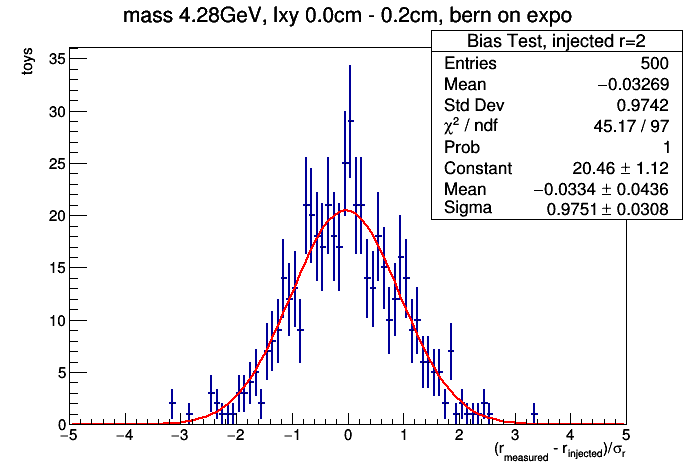 mass 4.28GeV, lxy 0.0cm - 0.2cm, bern on expo
toys
Bias Test, injected r=2
Entries 500
Mean −0.03269
Std Dev 0.9742
χ² / ndf 45.17 / 97
Prob 1
Constant 20.46 ± 1.12
Mean −0.0334 ± 0.0436
Sigma 0.9751 ± 0.0308
35
30
25
20
15
10
5
0
−5 −4 −3 −2 −1 0 1 2 3 4 5
(r_measured - r_injected)/σ_r